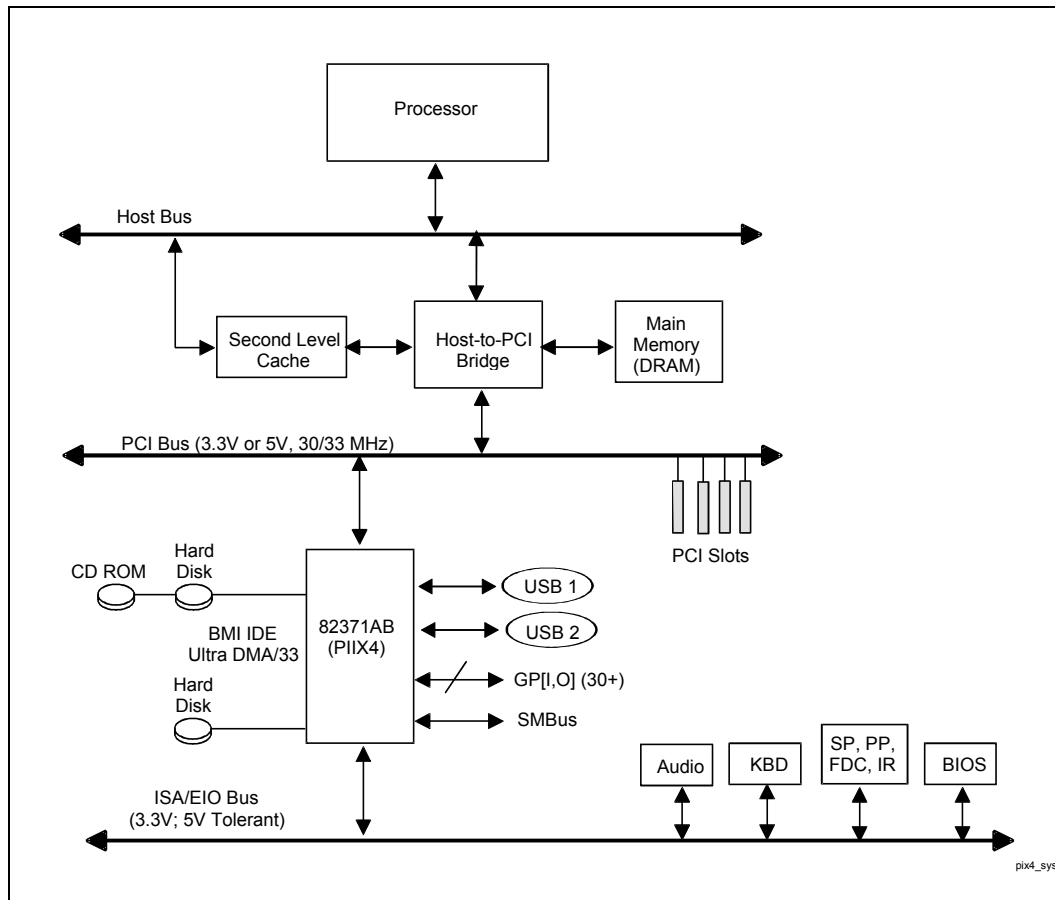 Processor
Host Bus
Second Level
Cache
Host-to-PCI
Bridge
Main
Memory
(DRAM)
PCI Bus (3.3V or 5V, 30/33 MHz)
PCI Slots
Hard
Disk
CD ROM
BMI IDE
Ultra DMA/33
Hard
Disk
82371AB
(PIIX4)
USB 1
USB 2
GP[I,O] (30+)
SMBus
Audio
KBD
SP, PP,
FDC, IR
BIOS
ISA/EIO Bus
(3.3V; 5V Tolerant)
pix4_sys